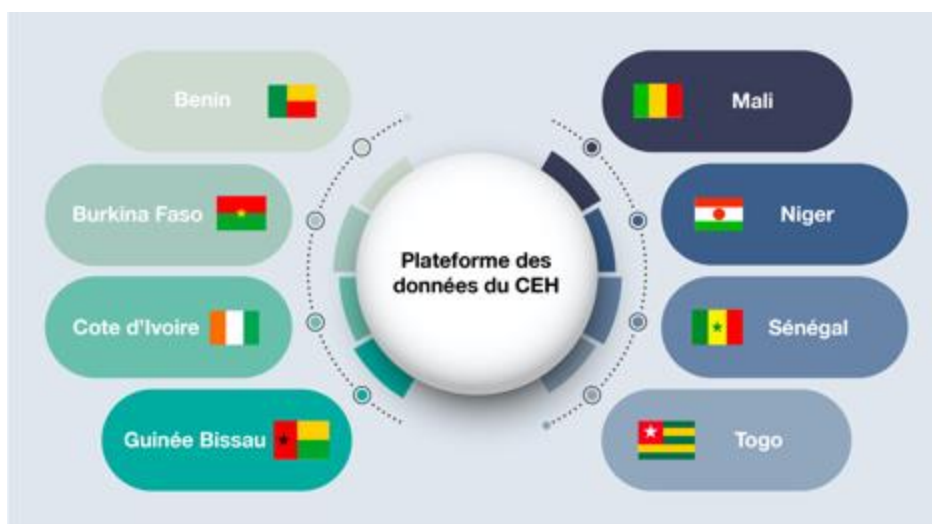 Benin
Burkina Faso
Cote d'Ivoire
Guinée Bissau
Plateforme des
données du CEH
Mali
Niger
Sénégal
Togo